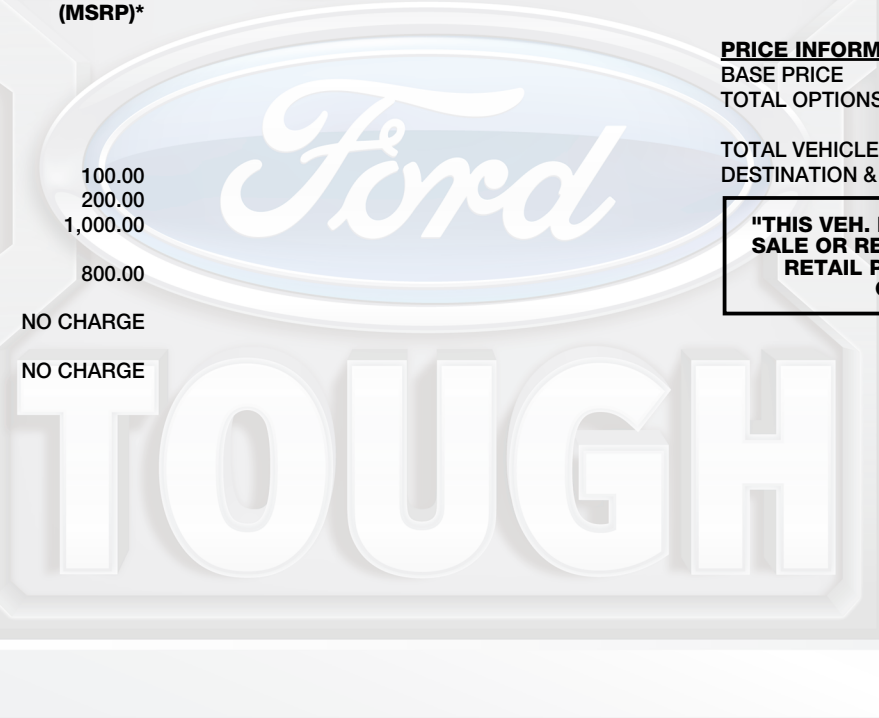 (MSRP)*
100.00
200.00
1,000.00
800.00
NO CHARGE
NO CHARGE
PRICE INFORM
BASE PRICE
TOTAL OPTIONS
TOTAL VEHICLE
DESTINATION &
"THIS VEH.
SALE OR RE
RETAIL P
Ford
TOUGH